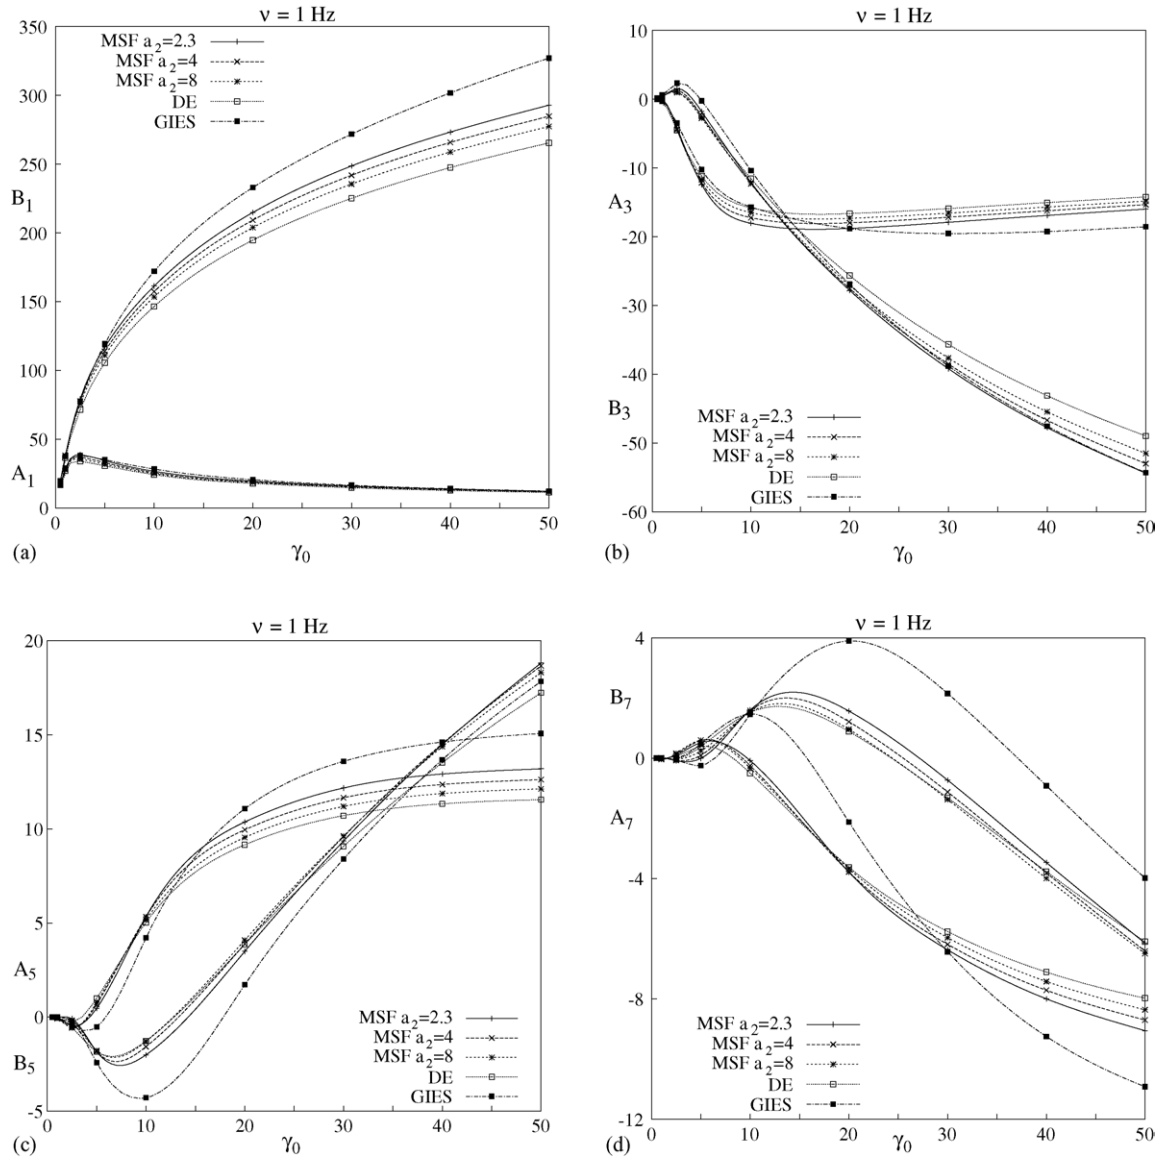 ν = 1 Hz
350
300
250
200
150
100
50
0
B1
A1
MSF a2=2.3
MSF a2=4
MSF a2=8
DE
GIES
0 10 20 30 40 50
γ0
(a)
ν = 1 Hz
10
0
-10
-20
-30
-40
-50
-60
A3
B3
MSF a2=2.3
MSF a2=4
MSF a2=8
DE
GIES
0 10 20 30 40 50
γ0
(b)
ν = 1 Hz
20
15
10
5
0
-5
A5
B5
MSF a2=2.3
MSF a2=4
MSF a2=8
DE
GIES
0 10 20 30 40 50
γ0
(c)
ν = 1 Hz
4
0
-4
-8
-12
B7
A7
MSF a2=2.3
MSF a2=4
MSF a2=8
DE
GIES
0 10 20 30 40 50
γ0
(d)